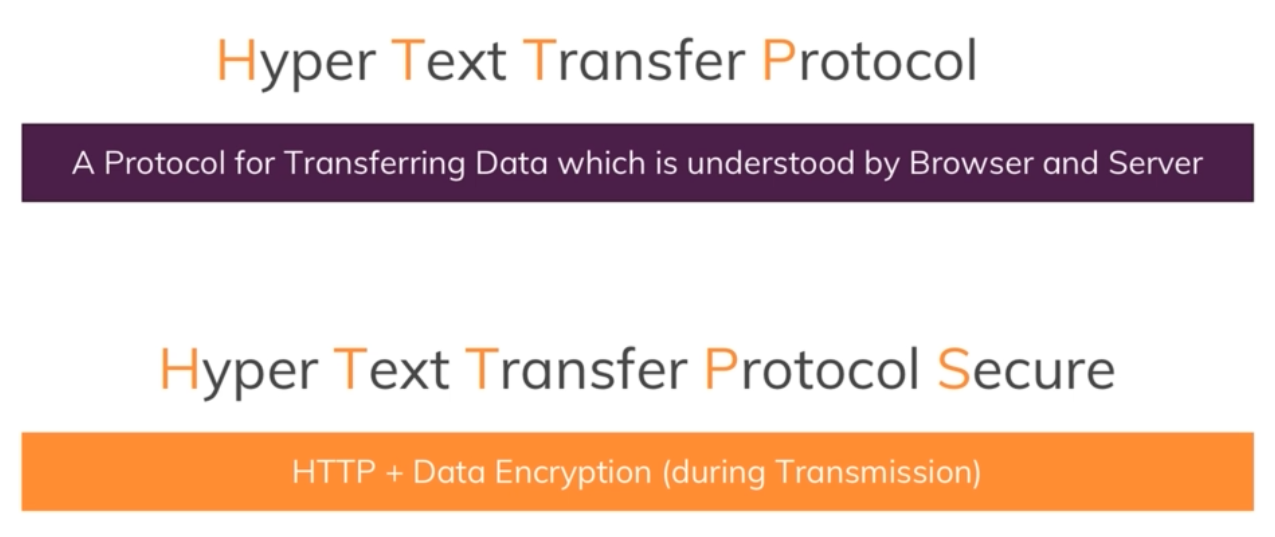 Hyper Text Transfer Protocol
A Protocol for Transferring Data which is understood by Browser and Server
Hyper Text Transfer Protocol Secure
HTTP + Data Encryption (during Transmission)